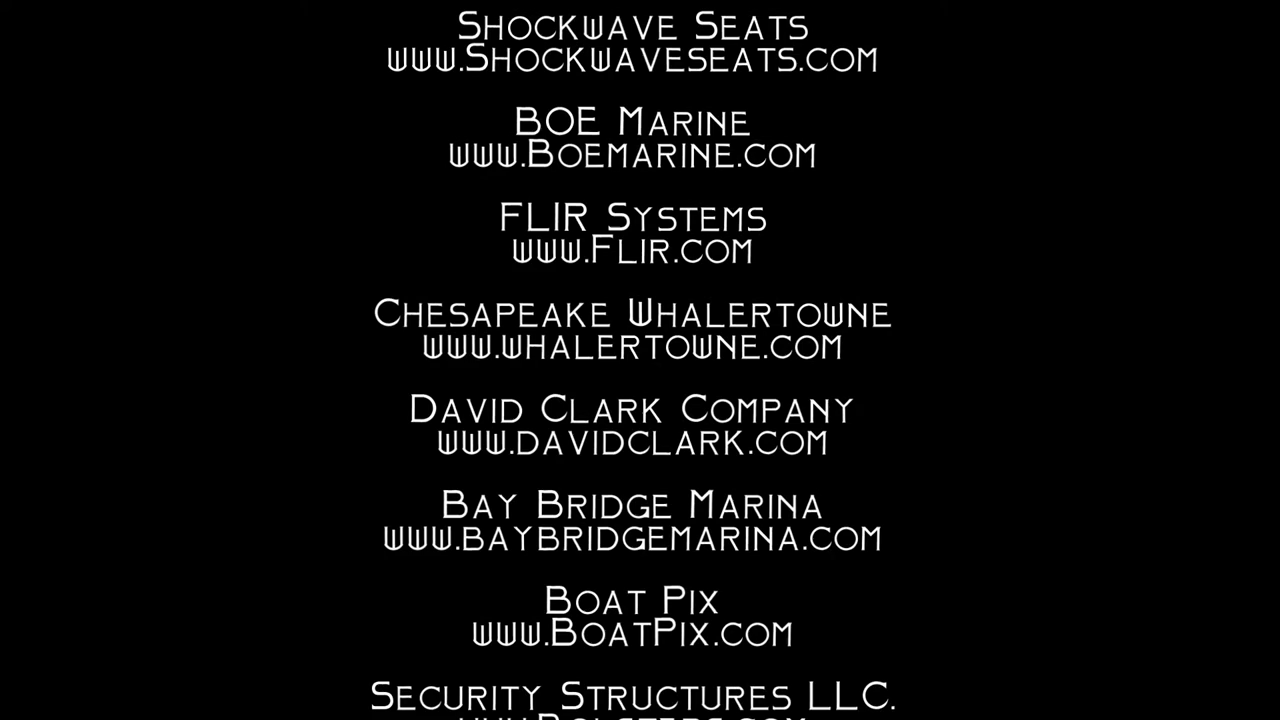 Shockwave Seats
www.Shockwaveseats.com
BOE Marine
www.Boemarine.com
FLIR Systems
www.Flir.com
Chesapeake Whalertowne
www.whalertowne.com
David Clark Company
www.davidclark.com
Bay Bridge Marina
www.baybridgemarina.com
Boat Pix
www.BoatPix.com
Security Structures LLC.